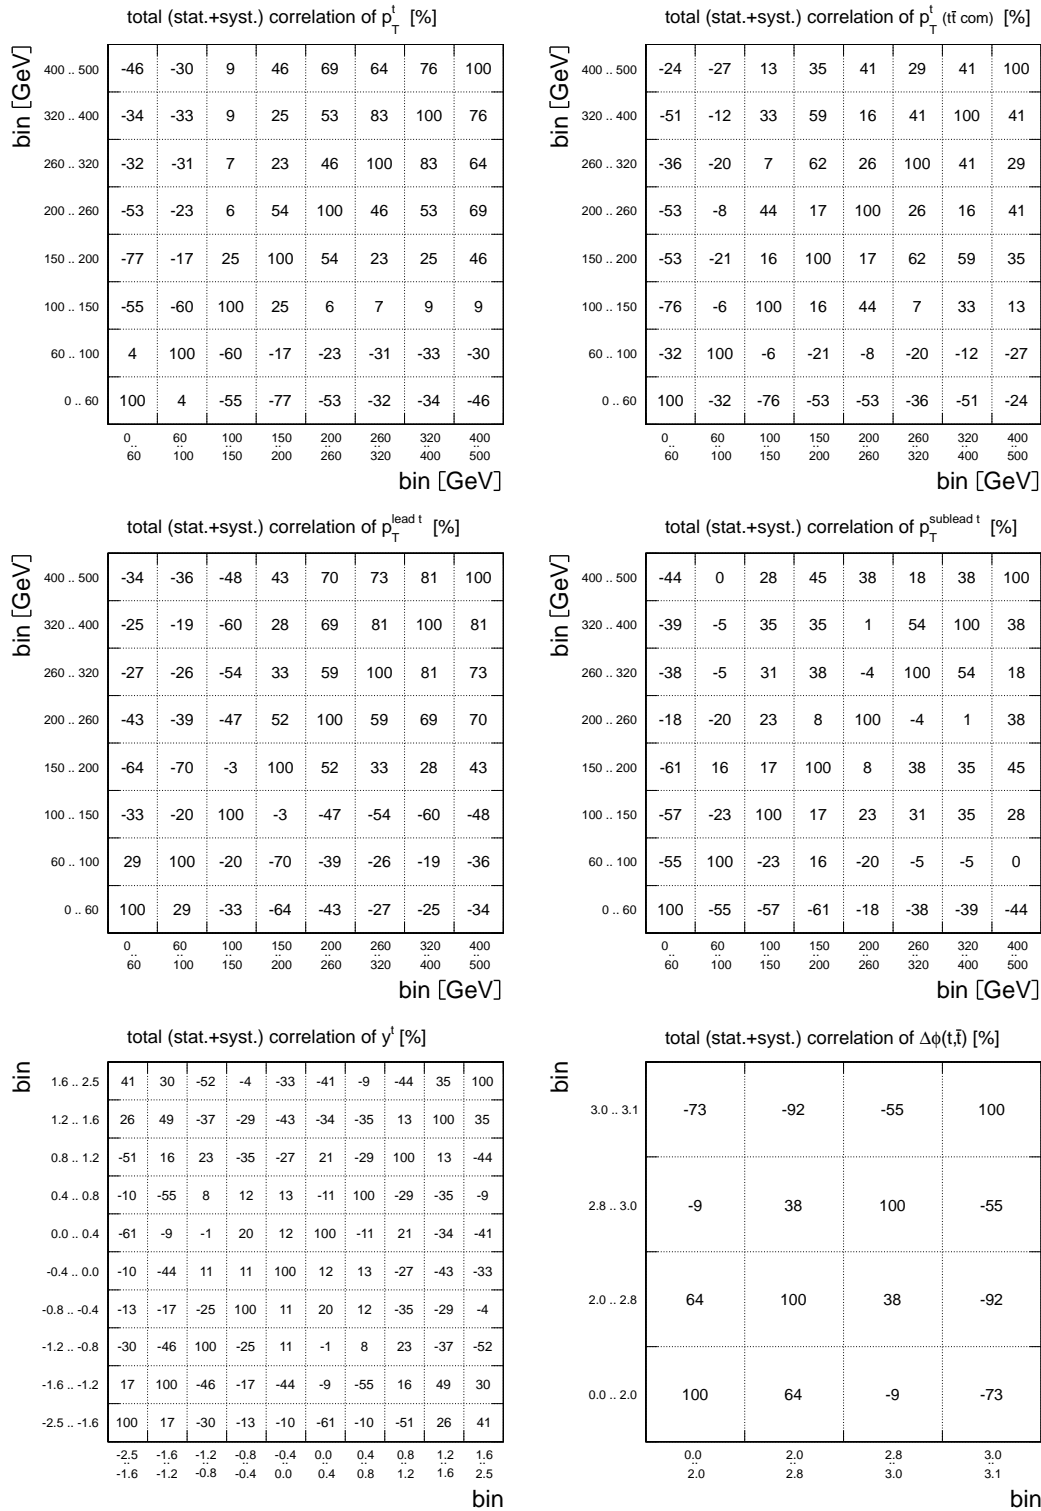 total (stat.+syst.) correlation of p_T^t [%]
bin [GeV]
400 .. 500 -46 -30 9 46 69 64 76 100
320 .. 400 -34 -33 9 25 53 83 100 76
260 .. 320 -32 -31 7 23 46 100 83 64
200 .. 260 -53 -23 6 54 100 46 53 69
150 .. 200 -77 -17 25 100 54 23 25 46
100 .. 150 -55 -60 100 25 6 7 9 9
60 .. 100 4 100 -60 -17 -23 -31 -33 -30
0 .. 60 100 4 -55 -77 -53 -32 -34 -46
0 60 100 150 200 260 320 400
.. .. .. .. .. .. .. ..
60 100 150 200 260 320 400 500
bin [GeV]
total (stat.+syst.) correlation of p_T^t (tt̄ com) [%]
bin [GeV]
400 .. 500 -24 -27 13 35 41 29 41 100
320 .. 400 -51 -12 33 59 16 41 100 41
260 .. 320 -36 -20 7 62 26 100 41 29
200 .. 260 -53 -8 44 17 100 26 16 41
150 .. 200 -53 -21 16 100 17 62 59 35
100 .. 150 -76 -6 100 16 44 7 33 13
60 .. 100 -32 100 -6 -21 -8 -20 -12 -27
0 .. 60 100 -32 -76 -53 -53 -36 -51 -24
0 60 100 150 200 260 320 400
.. .. .. .. .. .. .. ..
60 100 150 200 260 320 400 500
bin [GeV]
total (stat.+syst.) correlation of p_T^lead t [%]
bin [GeV]
400 .. 500 -34 -36 -48 43 70 73 81 100
320 .. 400 -25 -19 -60 28 69 81 100 81
260 .. 320 -27 -26 -54 33 59 100 81 73
200 .. 260 -43 -39 -47 52 100 59 69 70
150 .. 200 -64 -70 -3 100 52 33 28 43
100 .. 150 -33 -20 100 -3 -47 -54 -60 -48
60 .. 100 29 100 -20 -70 -39 -26 -19 -36
0 .. 60 100 29 -33 -64 -43 -27 -25 -34
0 60 100 150 200 260 320 400
.. .. .. .. .. .. .. ..
60 100 150 200 260 320 400 500
bin [GeV]
total (stat.+syst.) correlation of p_T^sublead t [%]
bin [GeV]
400 .. 500 -44 0 28 45 38 18 38 100
320 .. 400 -39 -5 35 35 1 54 100 38
260 .. 320 -38 -5 31 38 -4 100 54 18
200 .. 260 -18 -20 23 8 100 -4 1 38
150 .. 200 -61 16 17 100 8 38 35 45
100 .. 150 -57 -23 100 17 23 31 35 28
60 .. 100 -55 100 -23 16 -20 -5 -5 0
0 .. 60 100 -55 -57 -61 -18 -38 -39 -44
0 60 100 150 200 260 320 400
.. .. .. .. .. .. .. ..
60 100 150 200 260 320 400 500
bin [GeV]
total (stat.+syst.) correlation of y^t [%]
bin
1.6 .. 2.5 41 30 -52 -4 -33 -41 -9 -44 35 100
1.2 .. 1.6 26 49 -37 -29 -43 -34 -35 13 100 35
0.8 .. 1.2 -51 16 23 -35 -27 21 -29 100 13 -44
0.4 .. 0.8 -10 -55 8 12 13 -11 100 -29 -35 -9
0.0 .. 0.4 -61 -9 -1 20 12 100 -11 21 -34 -41
-0.4 .. 0.0 -10 -44 11 11 100 12 13 -27 -43 -33
-0.8 .. -0.4 -13 -17 -25 100 11 20 12 -35 -29 -4
-1.2 .. -0.8 -30 -46 100 -25 11 -1 8 23 -37 -52
-1.6 .. -1.2 17 100 -46 -17 -44 -9 -55 16 49 30
-2.5 .. -1.6 100 17 -30 -13 -10 -61 -10 -51 26 41
-2.5 -1.6 -1.2 -0.8 -0.4 0.0 0.4 0.8 1.2 1.6
.. .. .. .. .. .. .. .. .. ..
-1.6 -1.2 -0.8 -0.4 0.0 0.4 0.8 1.2 1.6 2.5
bin
total (stat.+syst.) correlation of Δϕ(t,t̄) [%]
bin
3.0 .. 3.1 -73 -92 -55 100
2.8 .. 3.0 -9 38 100 -55
2.0 .. 2.8 64 100 38 -92
0.0 .. 2.0 100 64 -9 -73
0.0 2.0 2.8 3.0
.. .. .. ..
2.0 2.8 3.0 3.1
bin